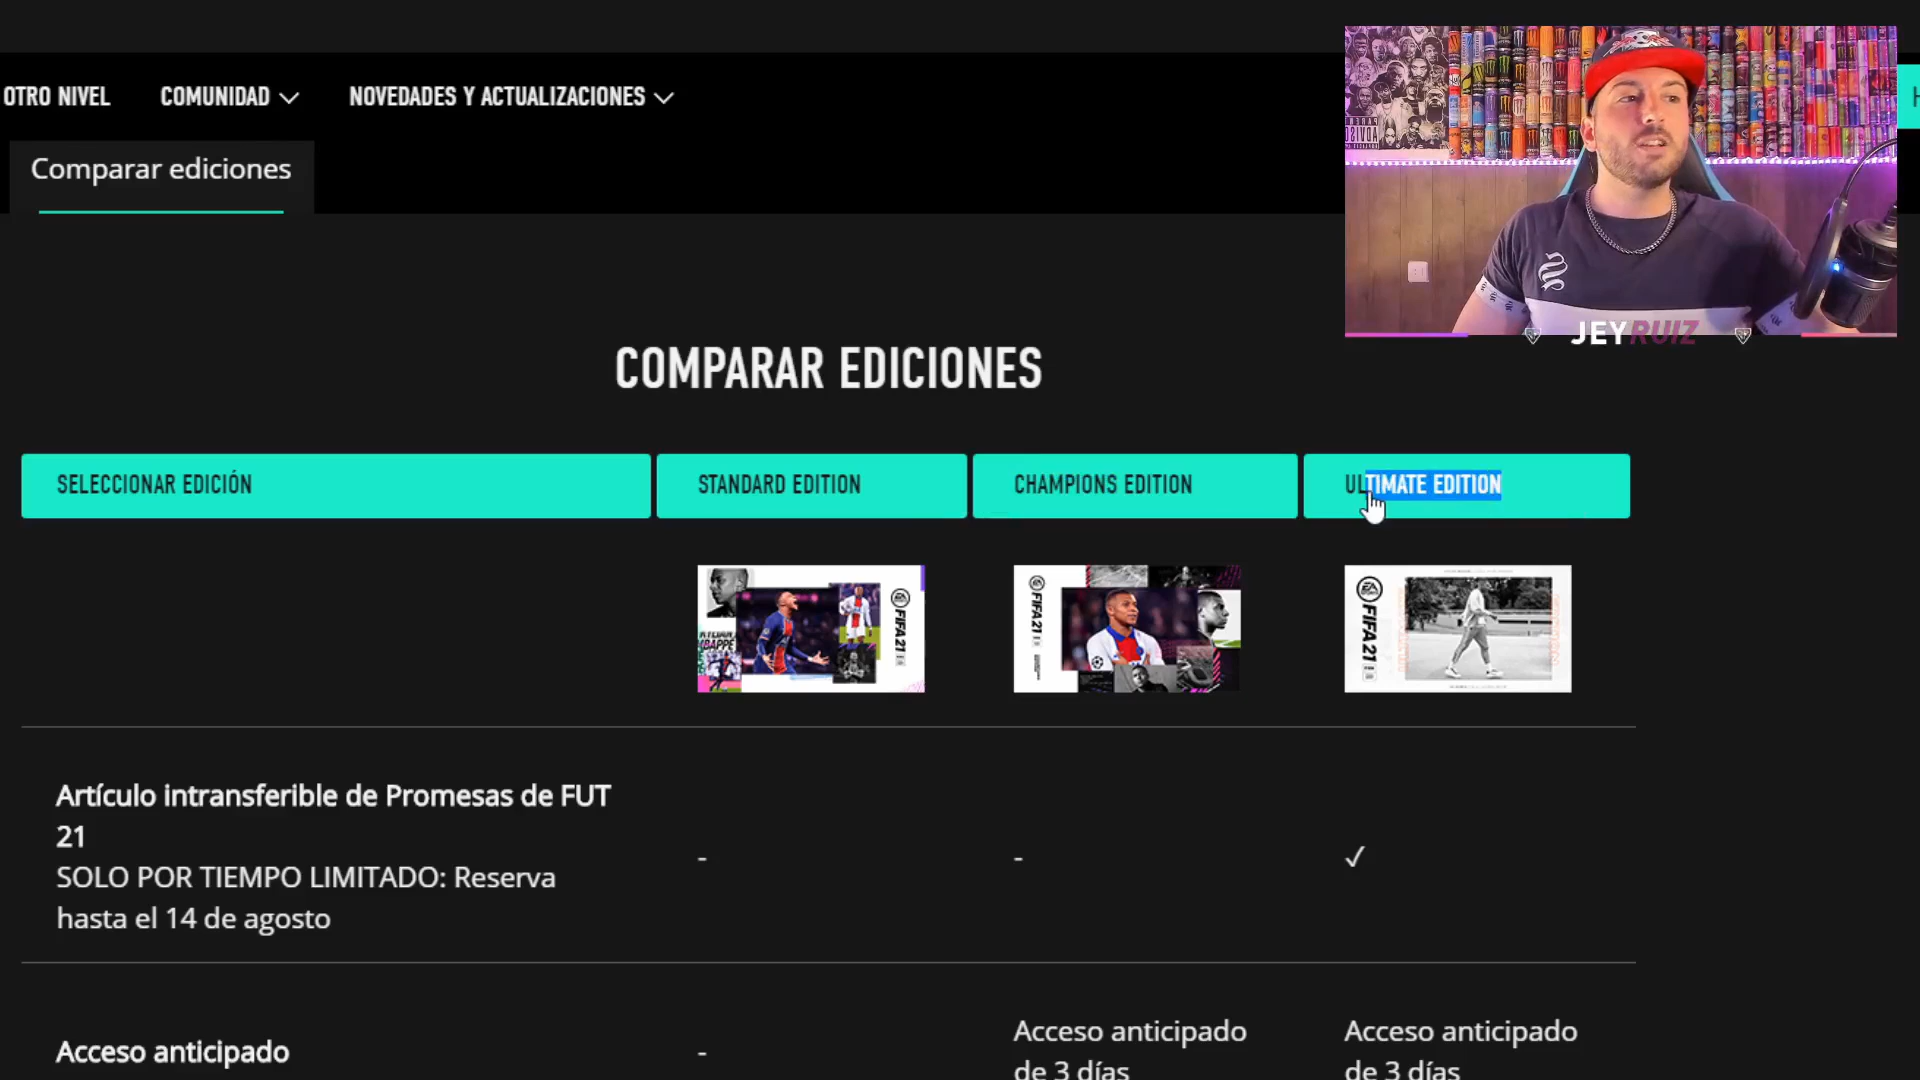 OTRO NIVEL
COMUNIDAD
NOVEDADES Y ACTUALIZACIONES
H
Comparar ediciones
JEYRUIZ
COMPARAR EDICIONES
SELECCIONAR EDICIÓN
STANDARD EDITION
CHAMPIONS EDITION
ULTIMATE EDITION
FIFA 21
FIFA 21
FIFA 21
Artículo intransferible de Promesas de FUT
21
SOLO POR TIEMPO LIMITADO: Reserva
hasta el 14 de agosto
-
-
✓
Acceso anticipado
-
Acceso anticipado
de 3 días
Acceso anticipado
de 3 días